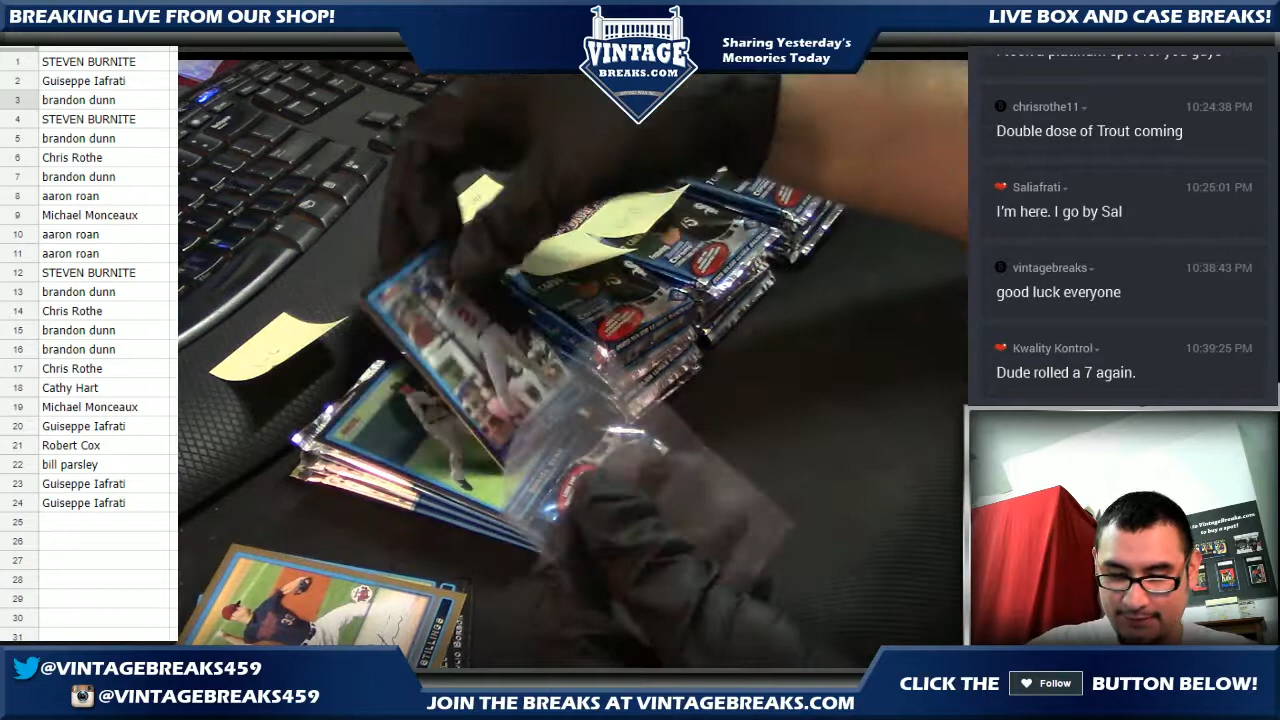 BREAKING LIVE FROM OUR SHOP!
VINTAGE
BREAKS.COM
Sharing Yesterday's
Memories Today
LIVE BOX AND CASE BREAKS!
1 STEVEN BURNITE
2 Guiseppe Iafrati
3 brandon dunn
4 STEVEN BURNITE
5 brandon dunn
6 Chris Rothe
7 brandon dunn
8 aaron roan
9 Michael Monceaux
10 aaron roan
11 aaron roan
12 STEVEN BURNITE
13 brandon dunn
14 Chris Rothe
15 brandon dunn
16 brandon dunn
17 Chris Rothe
18 Cathy Hart
19 Michael Monceaux
20 Guiseppe Iafrati
21 Robert Cox
22 bill parsley
23 Guiseppe Iafrati
24 Guiseppe Iafrati
25
26
27
28
29
30
31
chrisrothe11 10:24:38 PM
Double dose of Trout coming
Saliafrati 10:25:01 PM
I'm here. I go by Sal
vintagebreaks 10:38:43 PM
good luck everyone
Kwality Kontrol 10:39:25 PM
Dude rolled a 7 again.
to VintageBreaks.com
to buy a spot!
STILLINGS
@VINTAGEBREAKS459
@VINTAGEBREAKS459
JOIN THE BREAKS AT VINTAGEBREAKS.COM
CLICK THE Follow BUTTON BELOW!